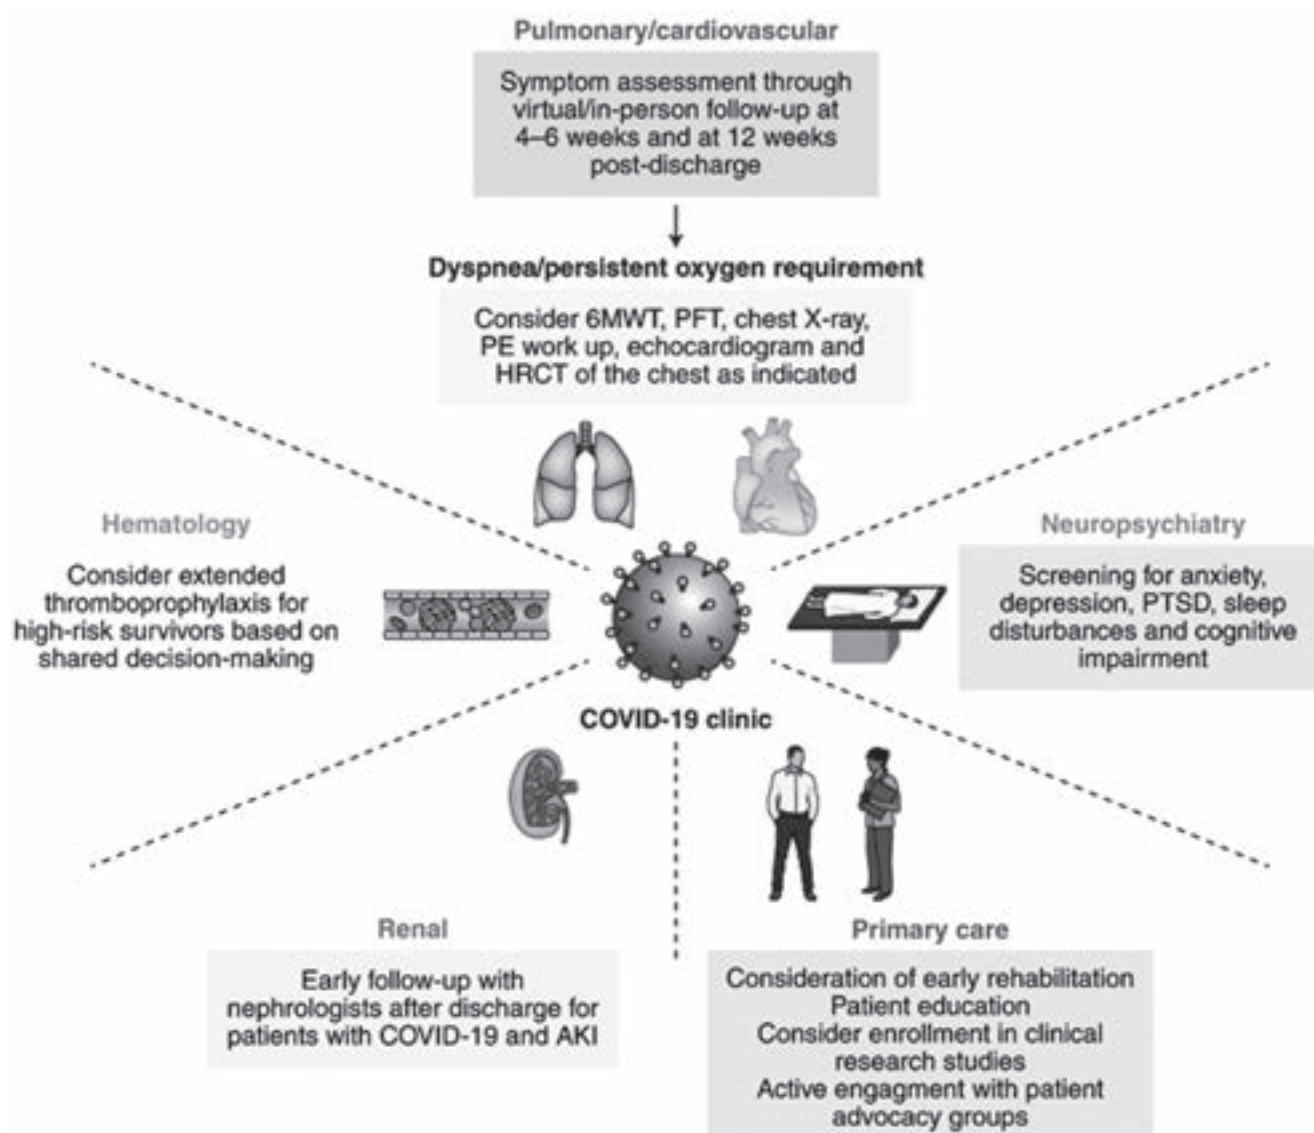 Pulmonary/cardiovascular
Symptom assessment through
virtual/in-person follow-up at
4–6 weeks and at 12 weeks
post-discharge
Dyspnea/persistent oxygen requirement
Consider 6MWT, PFT, chest X-ray,
PE work up, echocardiogram and
HRCT of the chest as indicated
Hematology
Consider extended
thromboprophylaxis for
high-risk survivors based on
shared decision-making
Neuropsychiatry
Screening for anxiety,
depression, PTSD, sleep
disturbances and cognitive
impairment
COVID-19 clinic
Renal
Early follow-up with
nephrologists after discharge for
patients with COVID-19 and AKI
Primary care
Consideration of early rehabilitation
Patient education
Consider enrollment in clinical
research studies
Active engagment with patient
advocacy groups